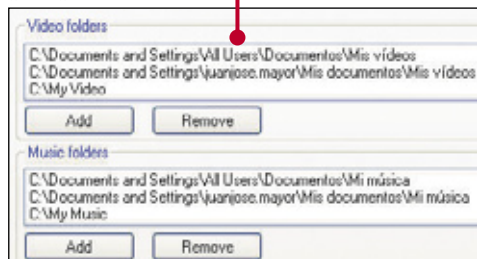 Video folders
C:\Documents and Settings\All Users\Documentos\Mis vídeos
C:\Documents and Settings\juanjose.mayor\Mis documentos\Mis vídeos
C:\My Video
Add Remove
Music folders
C:\Documents and Settings\All Users\Documentos\Mi música
C:\Documents and Settings\juanjose.mayor\Mis documentos\Mi música
C:\My Music
Add Remove